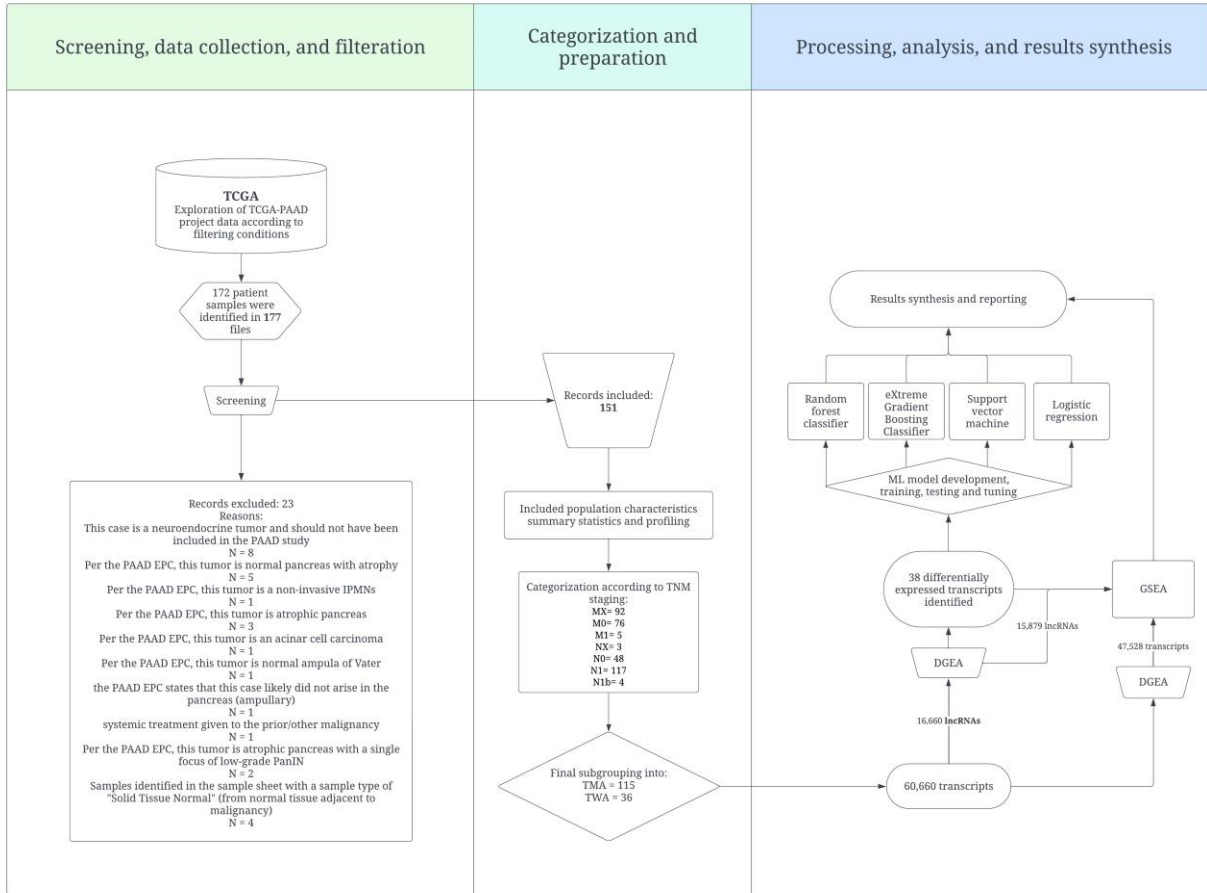 Screening, data collection, and filteration
Categorization and
preparation
Processing, analysis, and results synthesis
TCGA
Exploration of TCGA-PAAD
project data according to
filtering conditions
172 patient
samples were
identified in 177
files
Screening
Records excluded: 23
Reasons:
This case is a neuroendocrine tumor and should not have been
included in the PAAD study
N = 8
Per the PAAD EPC, this tumor is normal pancreas with atrophy
N = 5
Per the PAAD EPC, this tumor is a non-invasive IPMNs
N = 1
Per the PAAD EPC, this tumor is atrophic pancreas
N = 3
Per the PAAD EPC, this tumor is an acinar cell carcinoma
N = 1
Per the PAAD EPC, this tumor is normal ampula of Vater
N = 1
the PAAD EPC states that this case likely did not arise in the
pancreas (ampullary)
N = 1
systemic treatment given to the prior/other malignancy
N = 1
Per the PAAD EPC, this tumor is atrophic pancreas with a single
focus of low-grade PanIN
N = 2
Samples identified in the sample sheet with a sample type of
"Solid Tissue Normal" (from normal tissue adjacent to
malignancy)
N = 4
Records included:
151
Included population characteristics
summary statistics and profiling
Categorization according to TNM
staging:
MX= 92
M0= 76
M1= 5
NX= 3
N0= 48
N1= 117
N1b= 4
Final subgrouping into:
TMA = 115
TWA = 36
Results synthesis and reporting
Random
forest
classifier
eXtreme
Gradient
Boosting
Classifier
Support
vector
machine
Logistic
regression
ML model development,
training, testing and tuning
38 differentially
expressed transcripts
identified
15,879 lncRNAs
GSEA
DGEA
47,528 transcripts
DGEA
16,660 lncRNAs
60,660 transcripts